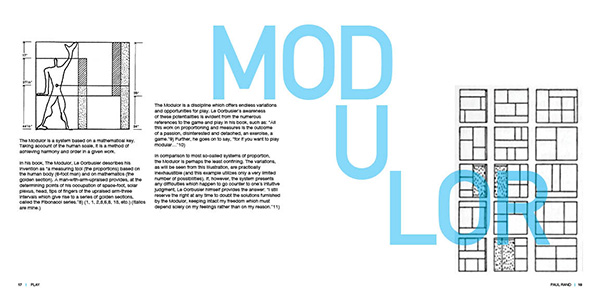 MOD
U
LOR
The Modulor is a system based on a mathematical key.
Taking account of the human scale, it is a method of
achieving harmony and order in a given work.
In his book, The Modulor, Le Corbusier describes his
invention as "a measuring tool (the proportions) based on
the human body (6-foot man) and on mathematics (the
golden section). A man-with-arm-upraised provides, at the
determining points of his occupation of space-foot, solar
plexus, head, tips of fingers of the upraised arm-three
intervals which give rise to a series of golden sections,
called the Fibonacci series."8) (1, 1, 2, 3, 5, 8, 13, etc.) (Italics
are mine.)
The Modulor is a discipline which offers endless variations
and opportunities for play. Le Corbusier's awareness
of these potentialities is evident from the numerous
references to the game and play in his book, such as: "All
this work on proportioning and measures is the outcome
of a passion, disinterested and detached, an exercise, a
game."9) Further, he goes on to say, "for if you want to play
modular..."10)
In comparison to most so-called systems of proportion,
the Modulor is perhaps the least confining. The variations,
as will be seen from this illustration, are practically
inexhaustible (and this example utilizes only a very limited
number of possibilities). If, however, the system presents
any difficulties which happen to go counter to one's intuitive
judgment, Le Corbusier himself provides the answer: "I still
reserve the right at any time to doubt the solutions furnished
by the Modulor, keeping intact my freedom which must
depend solely on my feelings rather than on my reason."11)
57 | PLAY
PAUL RAND | 58